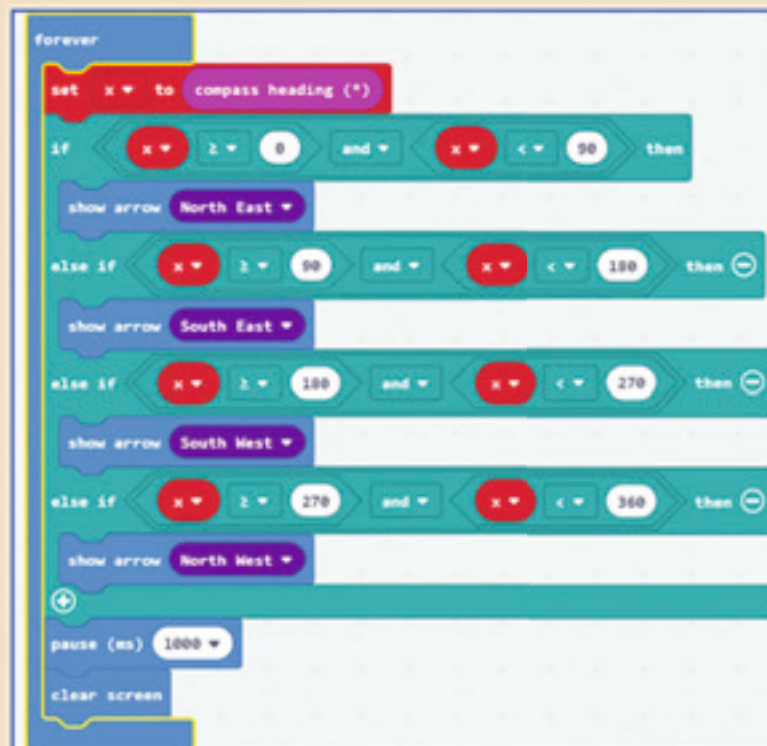 forever
set x to compass heading (°)
if x ≥ 0 and x < 90 then
show arrow North East
else if x ≥ 90 and x < 180 then
show arrow South East
else if x ≥ 180 and x < 270 then
show arrow South West
else if x ≥ 270 and x < 360 then
show arrow North West
pause (ms) 1000
clear screen